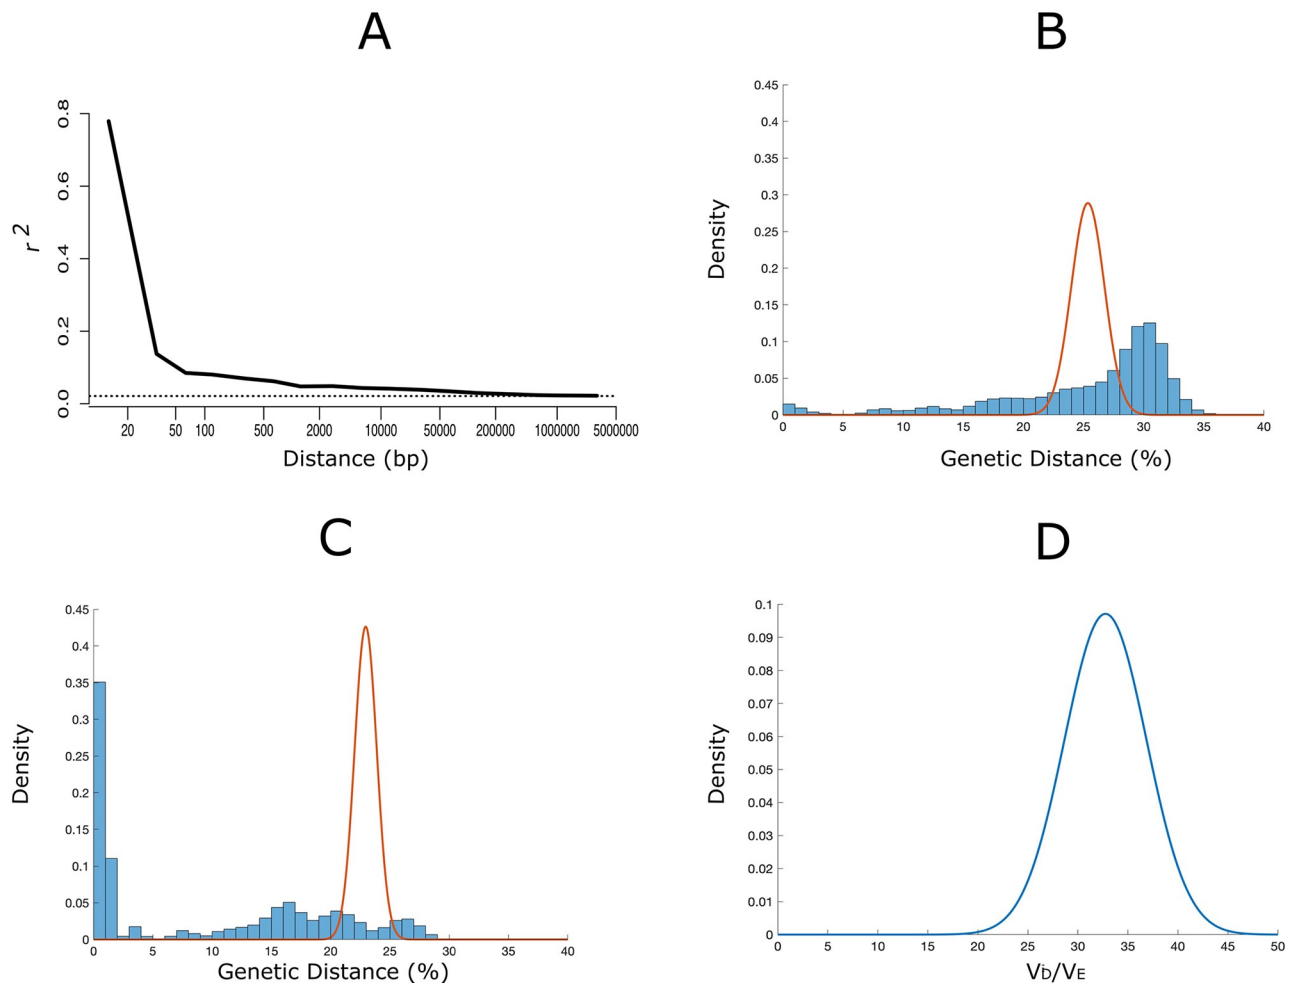 A
0.8
0.6
0.4
0.2
0.0
r 2
20 50 100 500 2000 10000 50000 200000 1000000 5000000
Distance (bp)
B
0.45
0.4
0.35
0.3
0.25
0.2
0.15
0.1
0.05
0
Density
0 5 10 15 20 25 30 35 40
Genetic Distance (%)
C
0.45
0.4
0.35
0.3
0.25
0.2
0.15
0.1
0.05
0
Density
0 5 10 15 20 25 30 35 40
Genetic Distance (%)
D
0.1
0.09
0.08
0.07
0.06
0.05
0.04
0.03
0.02
0.01
0
Density
0 5 10 15 20 25 30 35 40 45 50
VD/VE